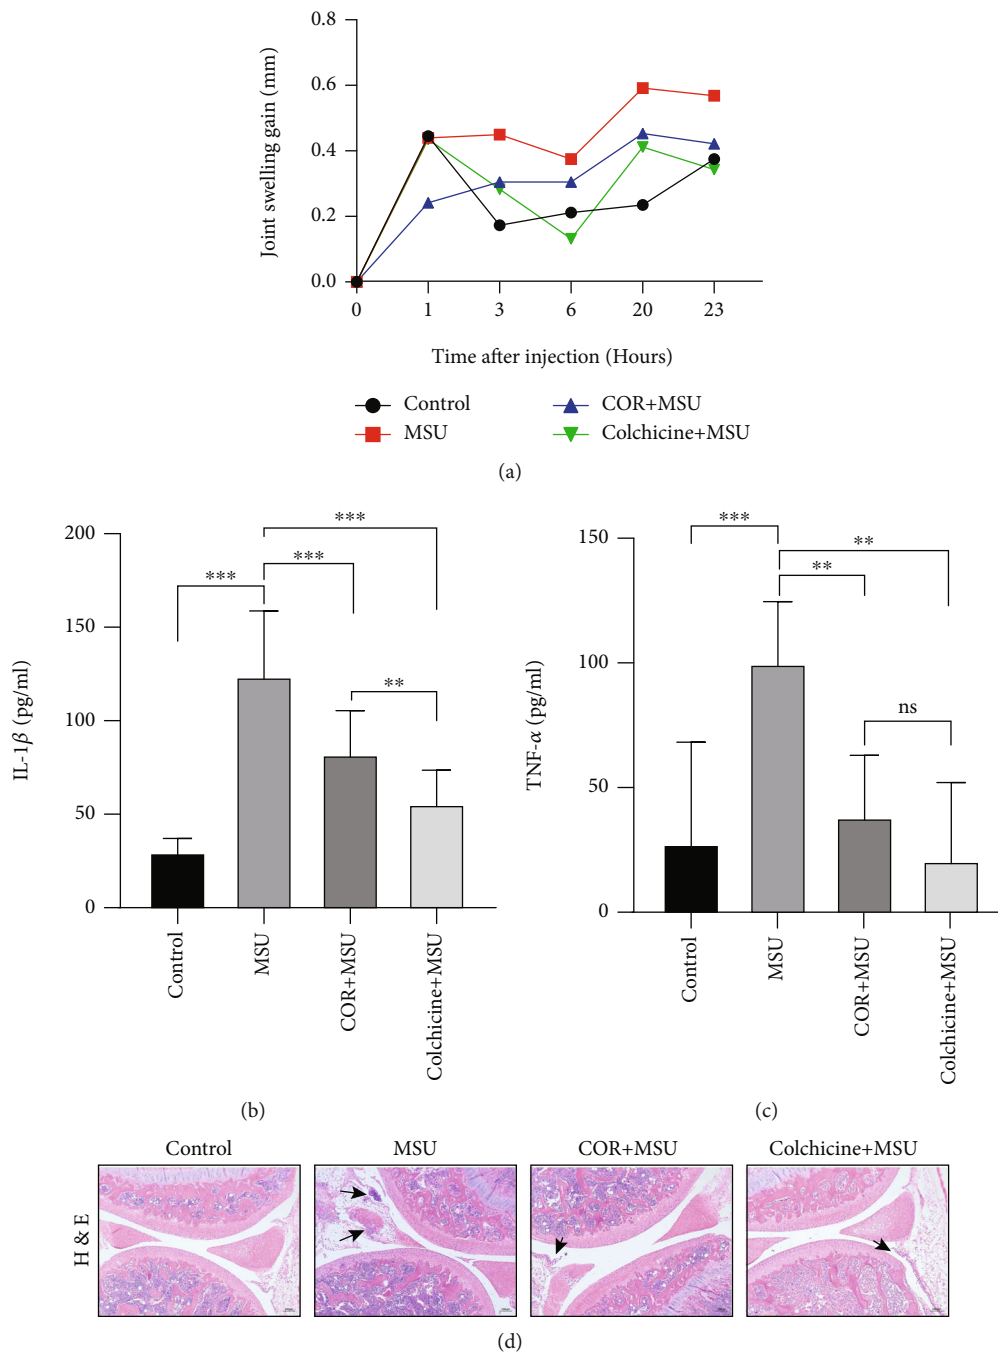 0.8
0.6
0.4
0.2
0.0
Joint swelling gain (mm)
0 1 3 6 20 23
Time after injection (Hours)
Control COR+MSU
MSU Colchicine+MSU
(a)
200
150
100
50
0
IL-1β (pg/ml)
***
***
***
**
Control
MSU
COR+MSU
Colchicine+MSU
(b)
150
100
50
0
TNF-α (pg/ml)
***
**
**
ns
Control
MSU
COR+MSU
Colchicine+MSU
(c)
Control MSU COR+MSU Colchicine+MSU
H & E
(d)